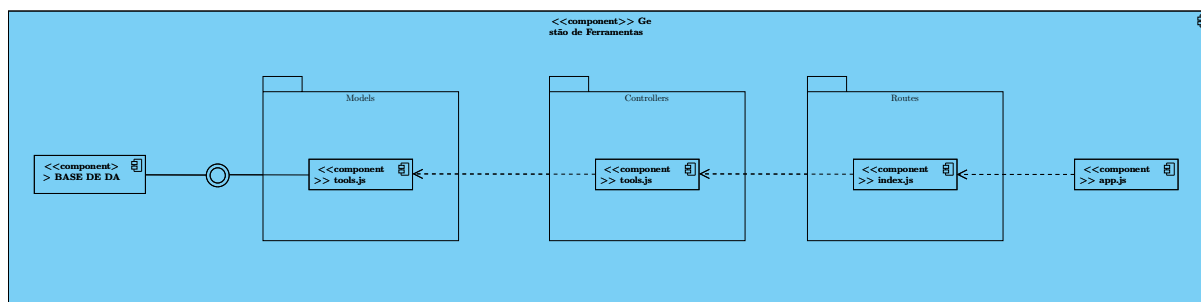 <<component>> Ge
stão de Ferramentas
Models
Controllers
Routes
<<component>
> BASE DE DA
<<component
>> tools.js
<<component
>> tools.js
<<component
>> index.js
<<component
>> app.js